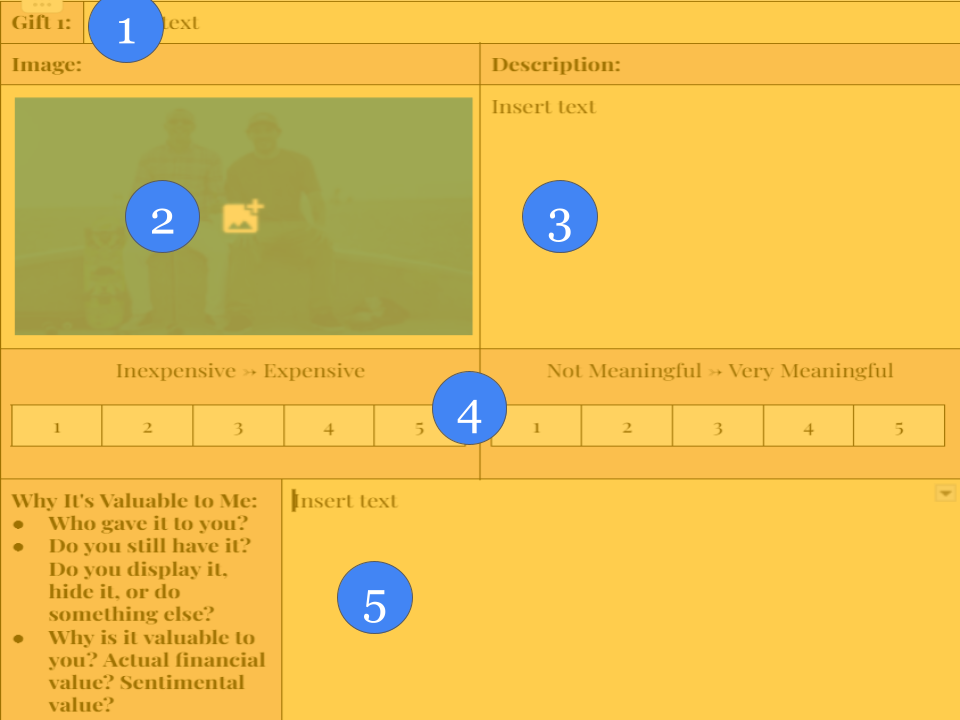 Gift 1:
1
text
Image:
Description:
2
Insert text
3
Inexpensive ➳ Expensive
Not Meaningful ➳ Very Meaningful
1 2 3 4 5
4
1 2 3 4 5
Why It's Valuable to Me:
● Who gave it to you?
● Do you still have it?
Do you display it,
hide it, or do
something else?
● Why is it valuable to
you? Actual financial
value? Sentimental
value?
Insert text
5